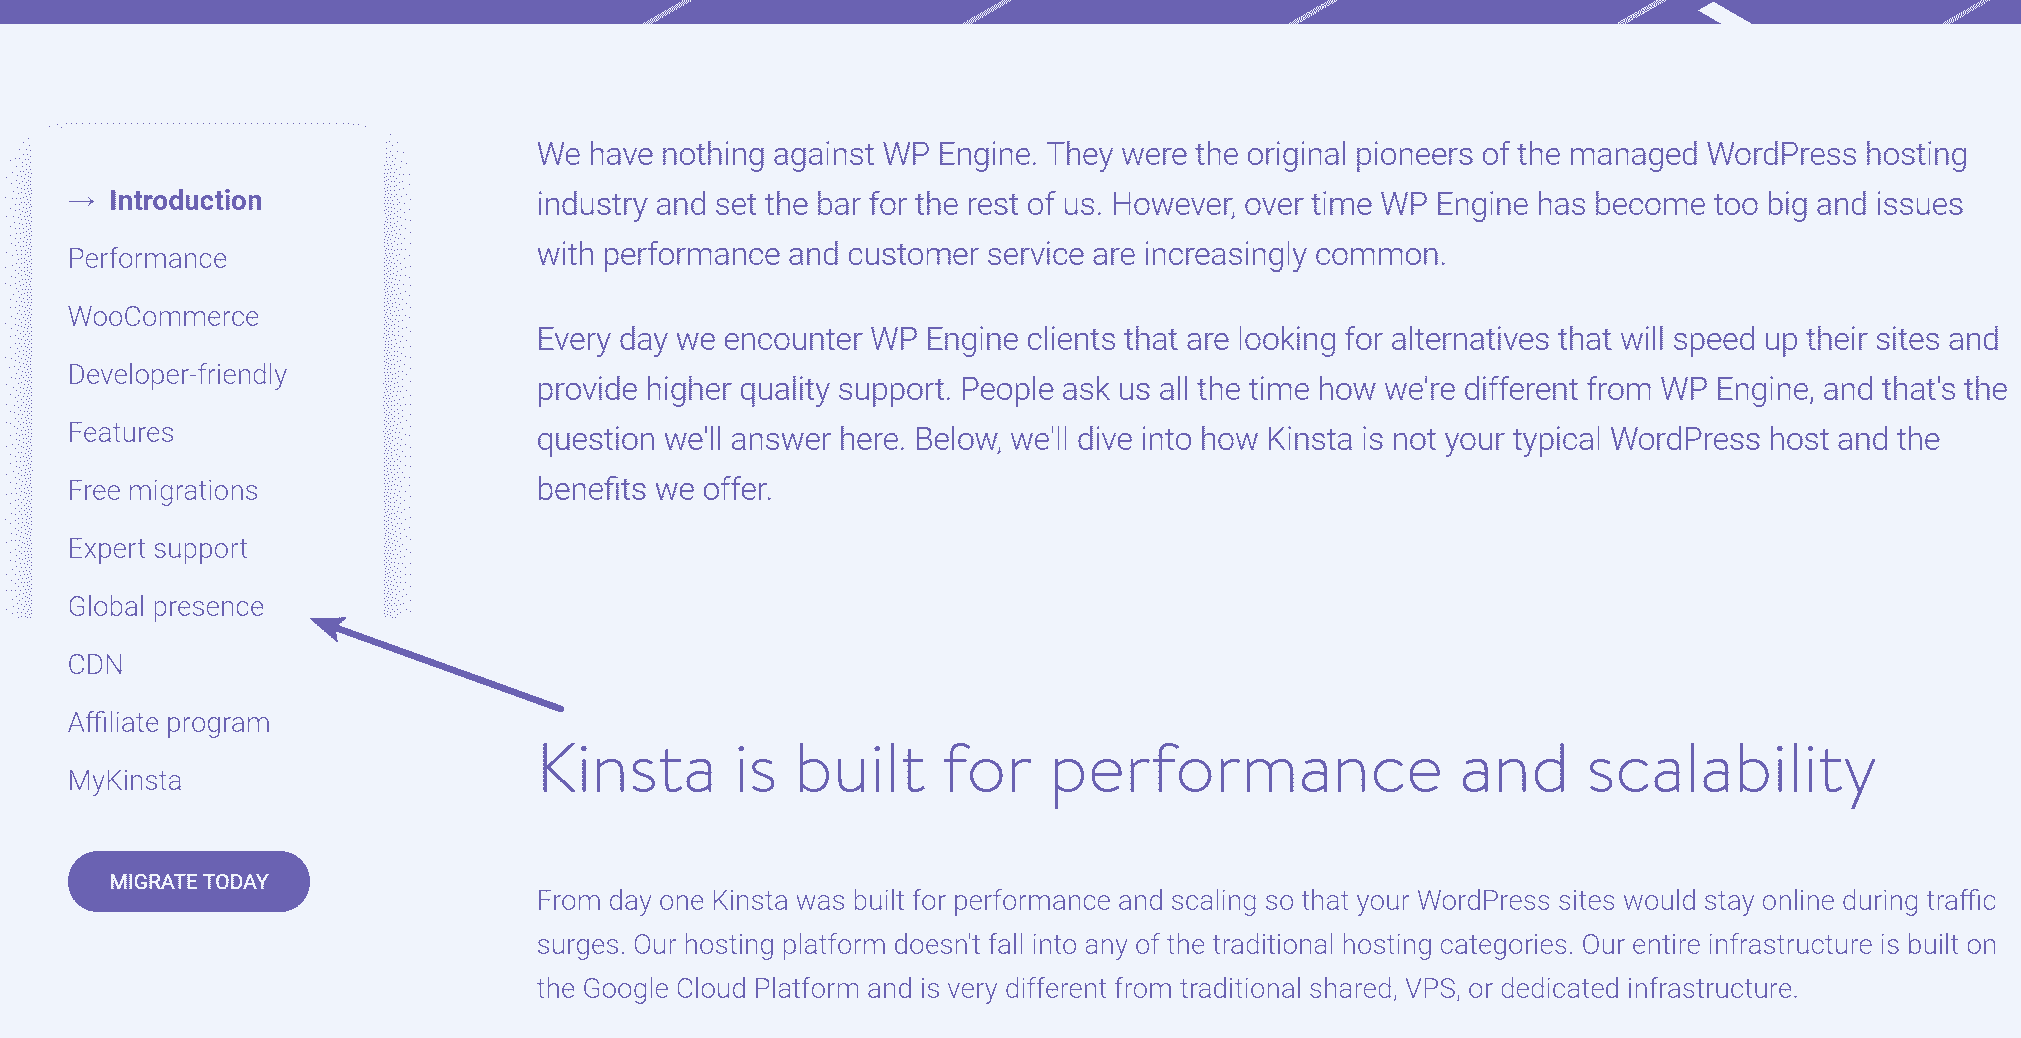 → Introduction
Performance
WooCommerce
Developer-friendly
Features
Free migrations
Expert support
Global presence
CDN
Affiliate program
MyKinsta
MIGRATE TODAY
We have nothing against WP Engine. They were the original pioneers of the managed WordPress hosting
industry and set the bar for the rest of us. However, over time WP Engine has become too big and issues
with performance and customer service are increasingly common.
Every day we encounter WP Engine clients that are looking for alternatives that will speed up their sites and
provide higher quality support. People ask us all the time how we're different from WP Engine, and that's the
question we'll answer here. Below, we'll dive into how Kinsta is not your typical WordPress host and the
benefits we offer.
Kinsta is built for performance and scalability
From day one Kinsta was built for performance and scaling so that your WordPress sites would stay online during traffic
surges. Our hosting platform doesn't fall into any of the traditional hosting categories. Our entire infrastructure is built on
the Google Cloud Platform and is very different from traditional shared, VPS, or dedicated infrastructure.